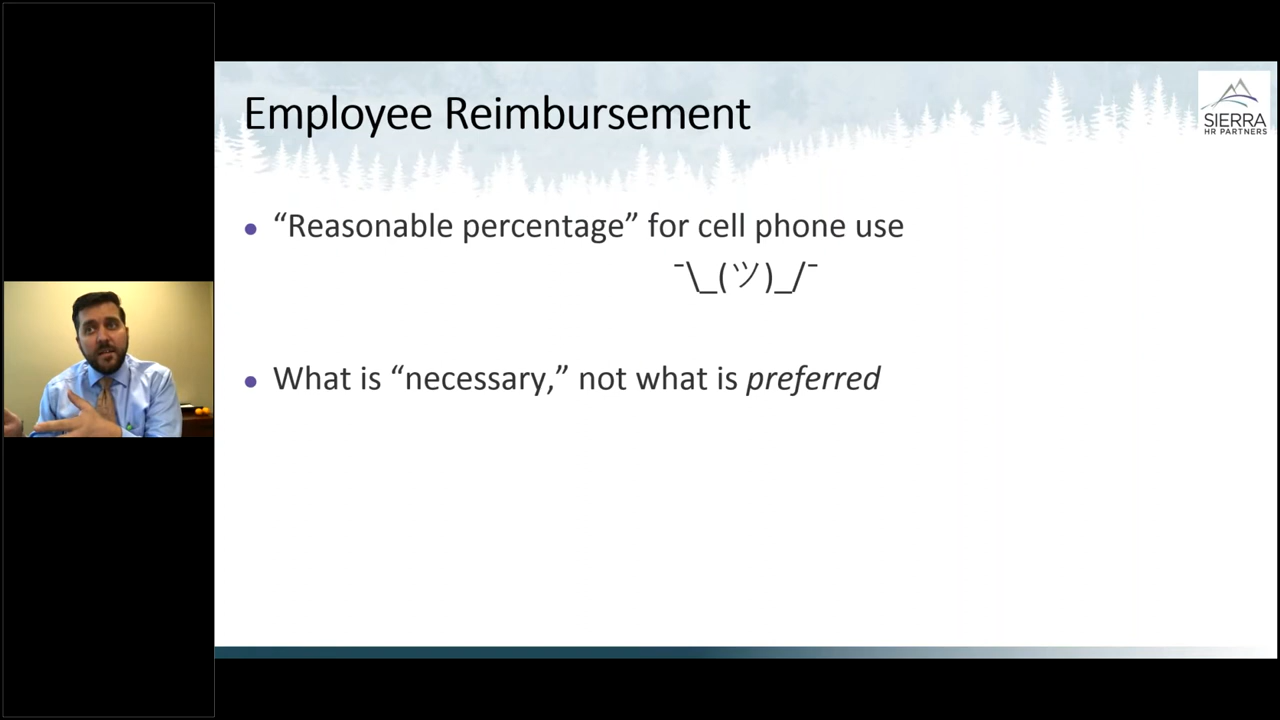 Employee Reimbursement
SIERRA
HR PARTNERS
• “Reasonable percentage” for cell phone use
¯\_(ツ)_/¯
• What is “necessary,” not what is preferred